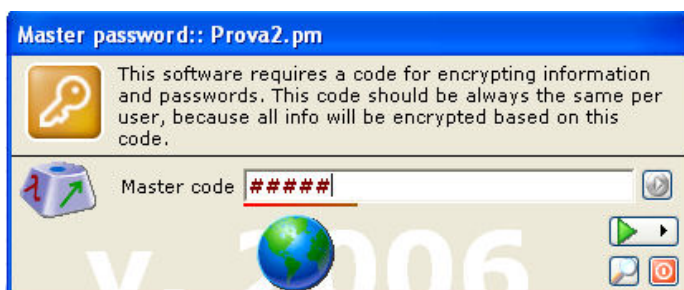 Master password:: Prova2.pm
This software requires a code for encrypting information
and passwords. This code should be always the same per
user, because all info will be encrypted based on this
code.
Master code #####
v. 2006